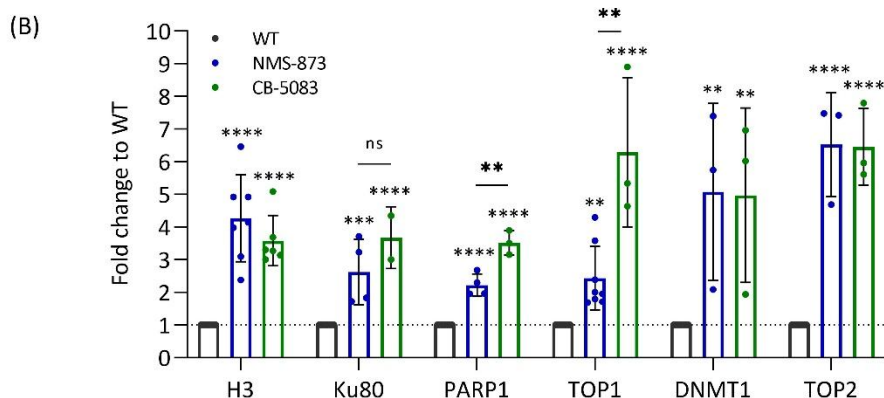 (B)
Fold change to WT
10
9
8
7
6
5
4
3
2
1
0
WT
NMS-873
CB-5083
**** ****
*** ns ****
**** ** ****
** ** ****
** **
**** ****
H3 Ku80 PARP1 TOP1 DNMT1 TOP2